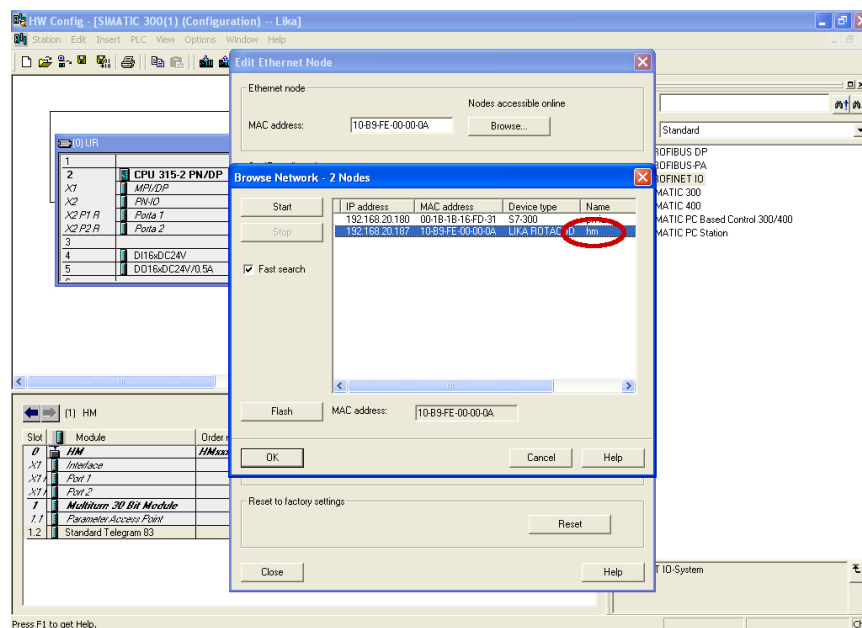 HW Config - [SIMATIC 300(1) (Configuration) -- Lika]
Station Edit Insert PLC View Options Window Help
Edit Ethernet Node
Ethernet node
Nodes accessible online
MAC address: 10-B9-FE-00-00-0A Browse...
Standard
(0) UR
1
2 CPU 315-2 PN/DP
X1 MPI/DP
X2 PN-IO
X2 P1 R Porta 1
X2 P2 R Porta 2
3
4 DI16xDC24V
5 DO16xDC24V/0.5A
ROFIBUS DP
ROFIBUS-PA
ROFINET IO
MATIC 300
MATIC 400
MATIC PC Based Control 300/400
MATIC PC Station
Browse Network - 2 Nodes
Start
Stop
Fast search
IP address MAC address Device type Name
192.168.20.180 00-1B-1B-16-FD-31 S7-300
192.168.20.187 10-B9-FE-00-00-0A LIKA hm
Flash MAC address: 10-B9-FE-00-00-0A
OK Cancel Help
(1) HM
Slot Module Order
0 HM
X1 Interface
Port 1
Port 2
1 Multiturn 30 Bit Module
1.1 Parameter Access Point
1.2 Standard Telegram 83
Reset to factory settings
Reset
Close Help
T IO-System
Press F1 to get Help.